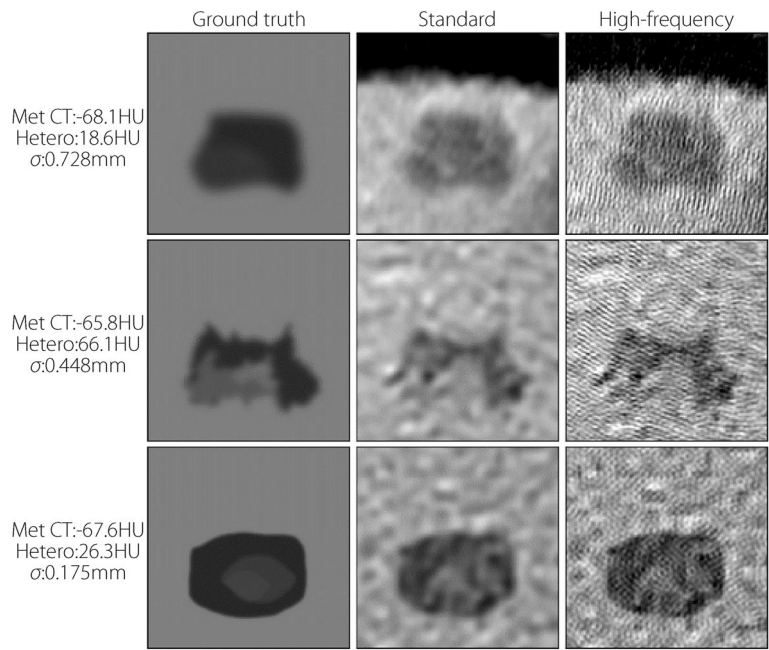 Ground truth Standard High-frequency
Met CT:-68.1HU
Hetero:18.6HU
σ:0.728mm
Met CT:-65.8HU
Hetero:66.1HU
σ:0.448mm
Met CT:-67.6HU
Hetero:26.3HU
σ:0.175mm